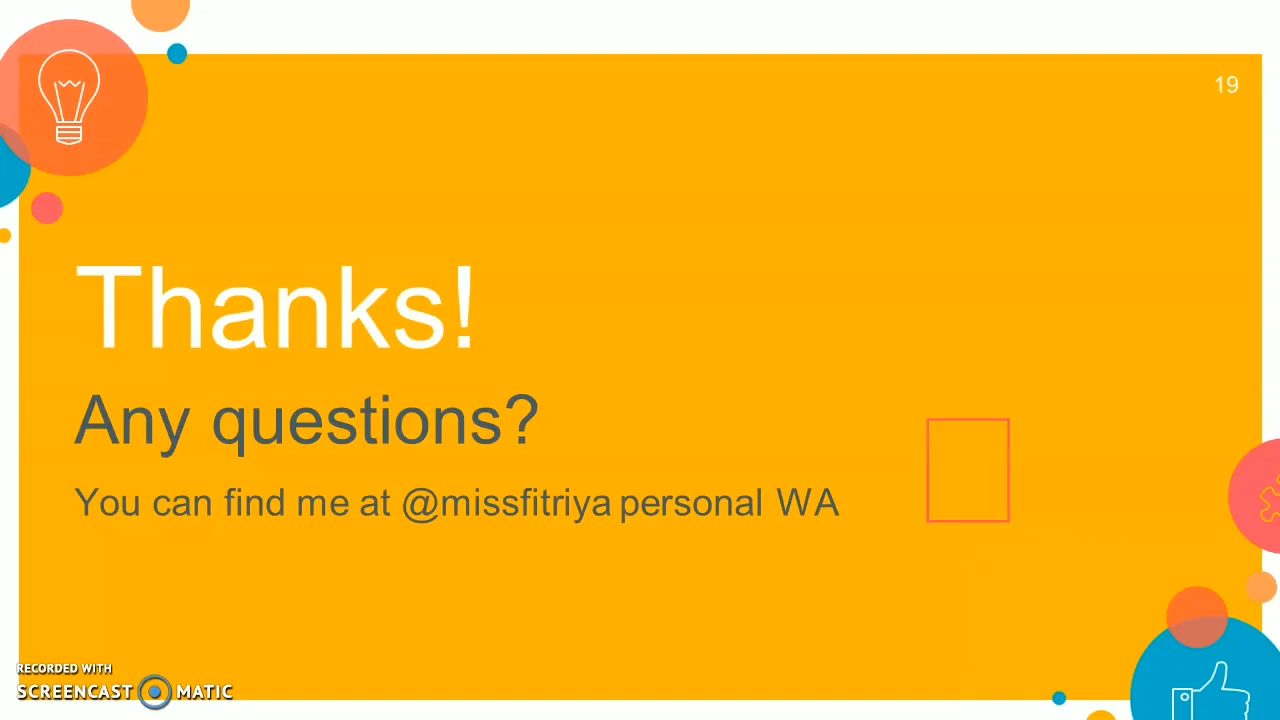 19
Thanks!
Any questions?
You can find me at @missfitriya personal WA
RECORDED WITH
SCREENCAST MATIC